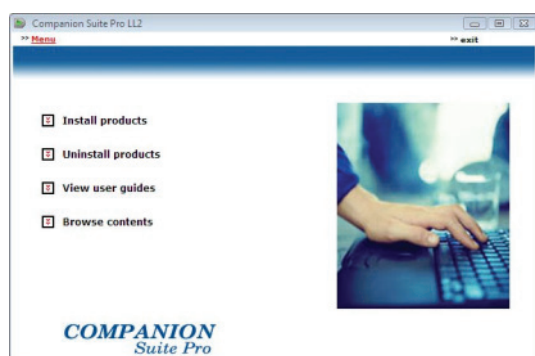 Companion Suite Pro LL2
>> Menu
>> exit
Install products
Uninstall products
View user guides
Browse contents
COMPANION
Suite Pro